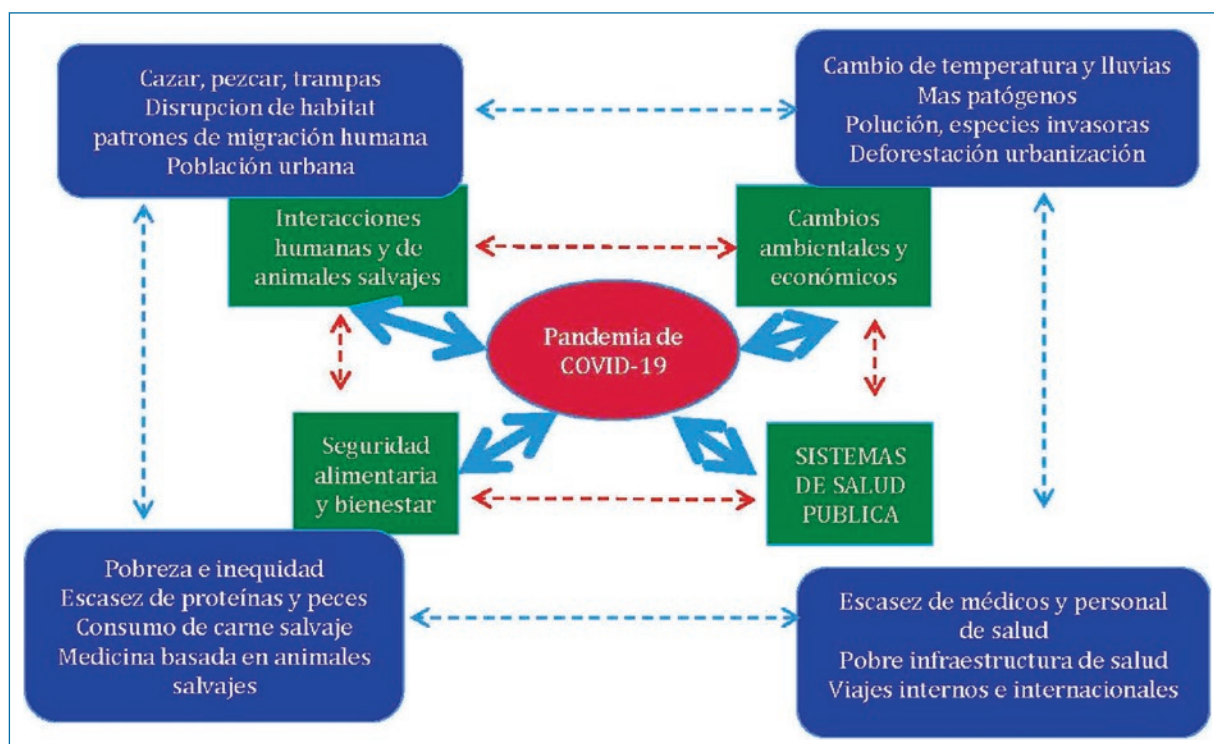 Cazar, pezcar, trampas
Disrupcion de habitat
patrones de migración humana
Población urbana
Cambio de temperatura y lluvias
Mas patógenos
Polución, especies invasoras
Deforestación urbanización
Interacciones
humanas y de
animales salvajes
Cambios
ambientales y
económicos
Pandemia de
COVID-19
Seguridad
alimentaria
y bienestar
SISTEMAS
DE SALUD
PUBLICA
Pobreza e inequidad
Escasez de proteínas y peces
Consumo de carne salvaje
Medicina basada en animales
salvajes
Escasez de médicos y personal
de salud
Pobre infraestructura de salud
Viajes internos e internacionales